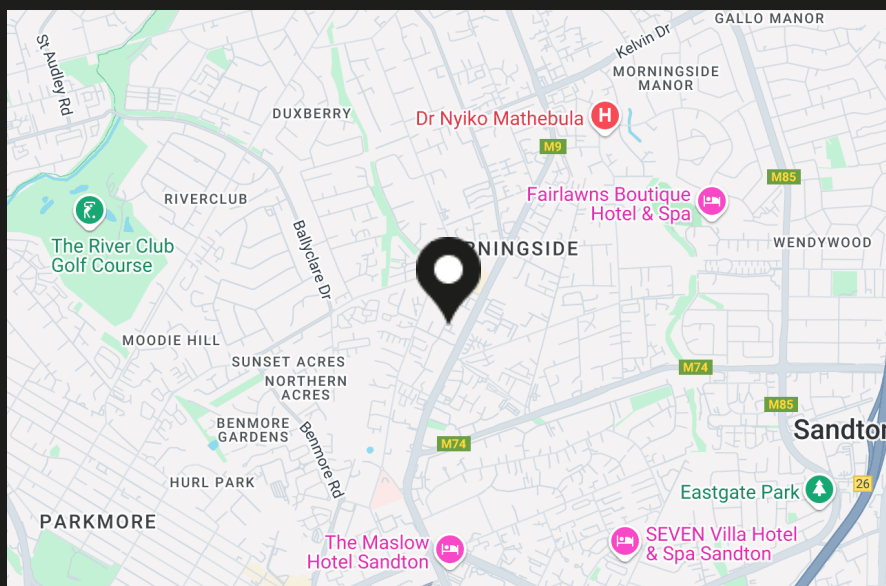 GALLO MANOR
Kelvin Dr
St Audley Rd
MORNINGSIDE
MANOR
DUXBERRY
Dr Nyiko Mathebula
M9
M85
RIVERCLUB
Fairlawns Boutique
Hotel & Spa
The River Club
Golf Course
Ballyclare Dr
RNINGSIDE
WENDYWOOD
MOODIE HILL
SUNSET ACRES
NORTHERN
ACRES
M74
M85
BENMORE
GARDENS
Benmore Rd
M74
Sandton
HURL PARK
Eastgate Park
26
PARKMORE
The Maslow
Hotel Sandton
SEVEN Villa Hotel
& Spa Sandton